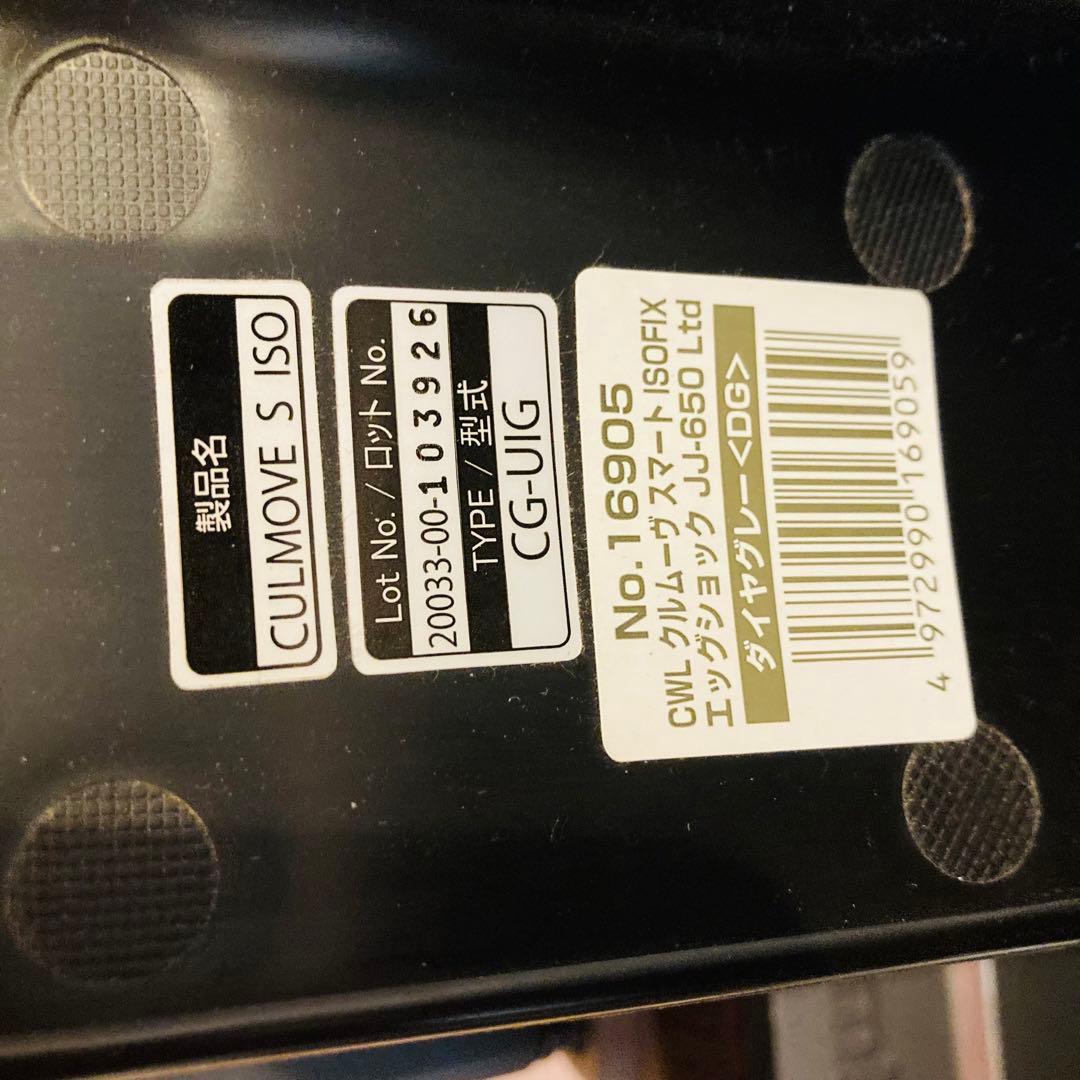 製品名
CULMOVE S ISO
Lot No. / ロット No.
20033-00-103926
TYPE / 型式
CG-UIG
No.16905
CWL クルムーヴ スマート ISOFIX
エッグショック JJ-650 Ltd
ダイヤグレー<DG>
4 972990 169059